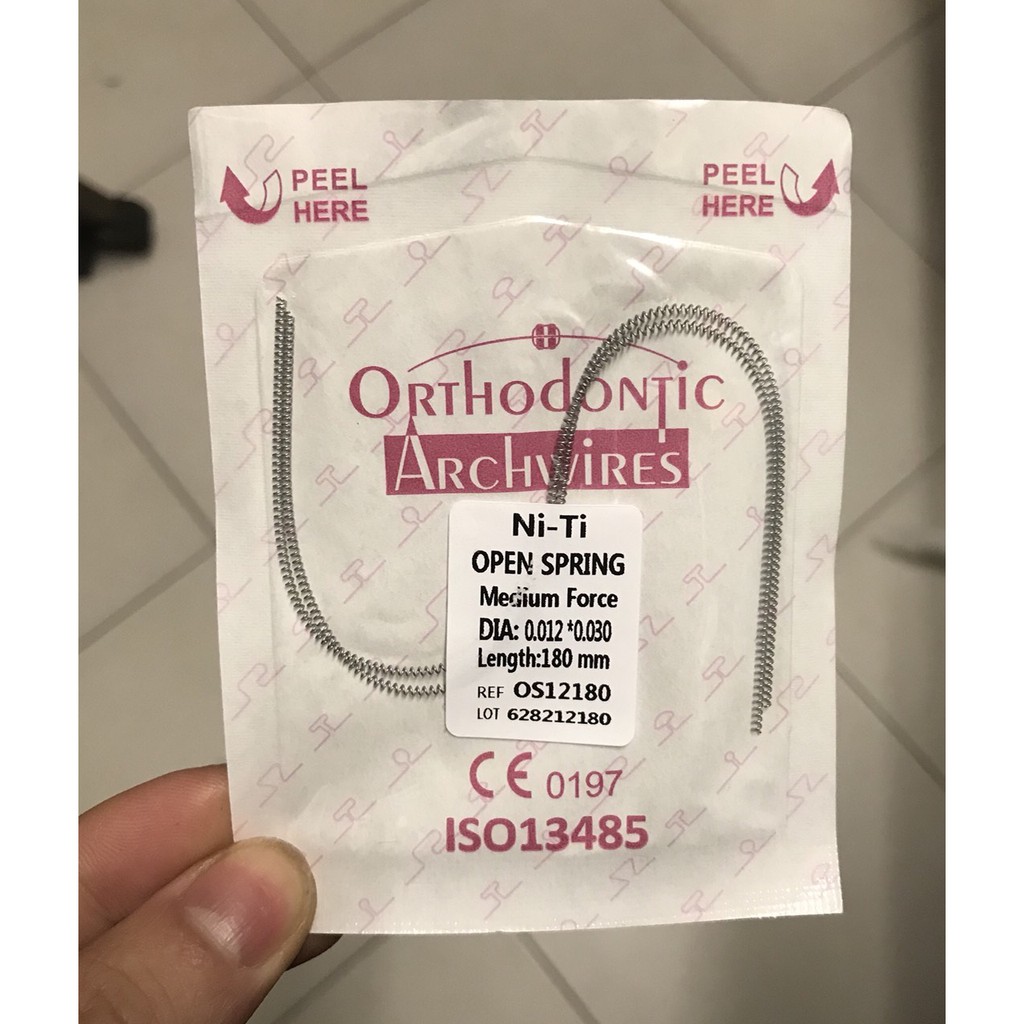 PEEL HERE
PEEL HERE
ORTHODONTIC
ARCHWIRES
Ni-Ti
OPEN SPRING
Medium Force
DIA: 0.012 *0.030
Length:180 mm
REF OS12180
LOT 628212180
CE 0197
ISO13485